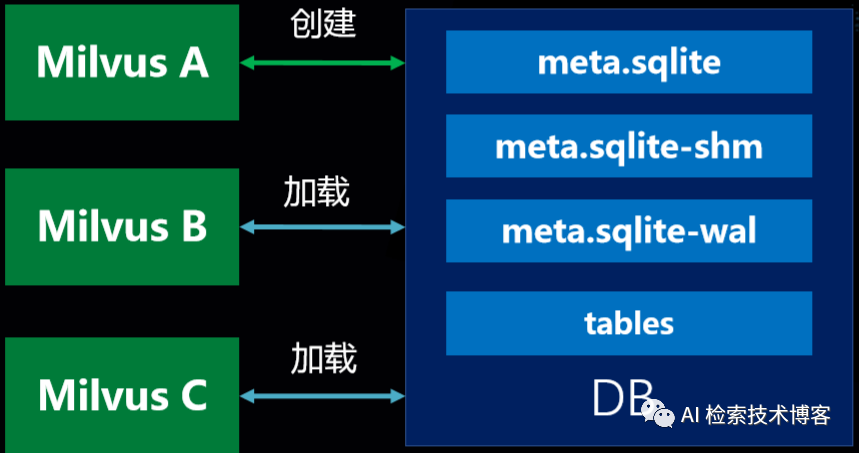 Milvus A
创建
meta.sqlite
meta.sqlite-shm
Milvus B
加载
meta.sqlite-wal
tables
Milvus C
加载
DB
AI 检索技术博客